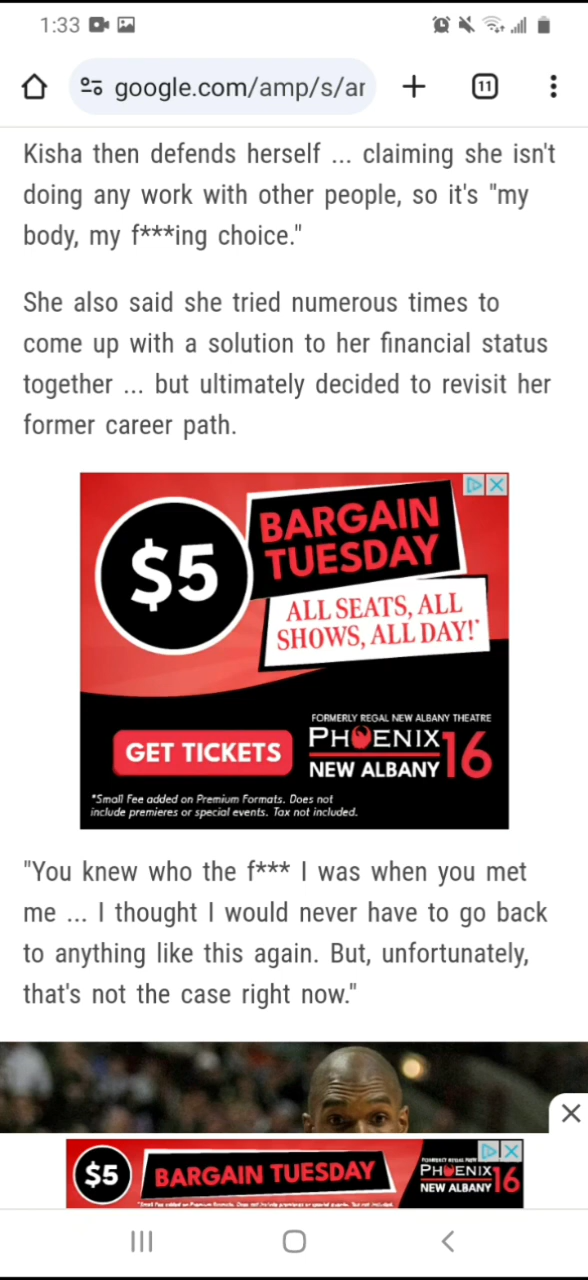 1:33
google.com/amp/s/ar
11
Kisha then defends herself ... claiming she isn't
doing any work with other people, so it's "my
body, my f***ing choice."
She also said she tried numerous times to
come up with a solution to her financial status
together ... but ultimately decided to revisit her
former career path.
$5
BARGAIN
TUESDAY
ALL SEATS, ALL
SHOWS, ALL DAY!*
FORMERLY REGAL NEW ALBANY THEATRE
GET TICKETS
PHOENIX
NEW ALBANY
16
*Small Fee added on Premium Formats. Does not
include premieres or special events. Tax not included.
"You knew who the f*** I was when you met
me ... I thought I would never have to go back
to anything like this again. But, unfortunately,
that's not the case right now."
$5
BARGAIN TUESDAY
PHOENIX
NEW ALBANY
16